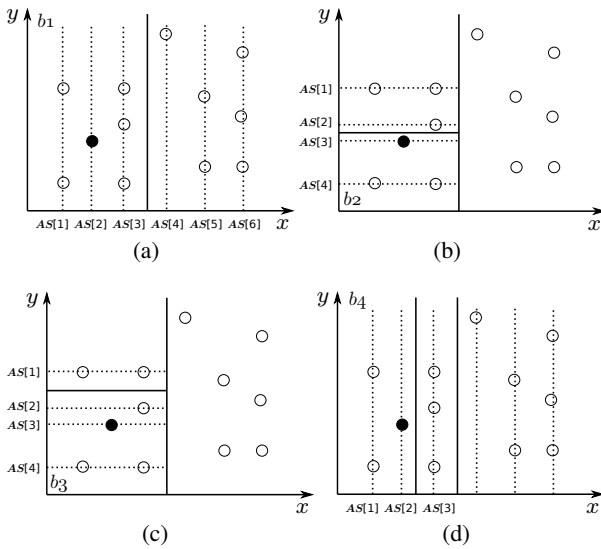 y b1
AS[1] AS[2] AS[3] AS[4] AS[5] AS[6] x
(a)
y
AS[1]
AS[2]
AS[3]
AS[4]
b2 x
(b)
y
AS[1]
AS[2]
AS[3]
AS[4]
b3 x
(c)
y b4
AS[1] AS[2] AS[3] x
(d)